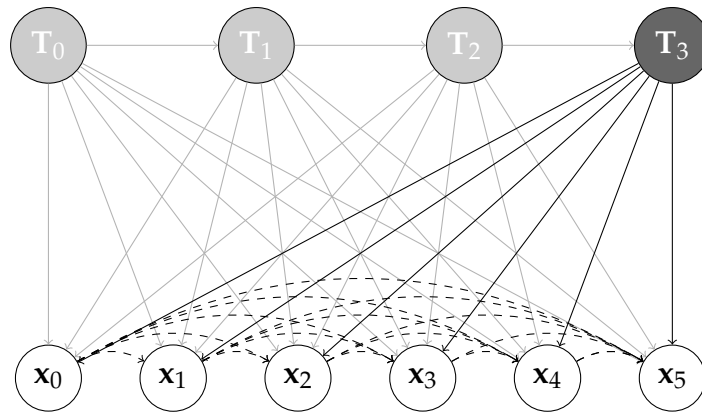 T₀ T₁ T₂ T₃
x₀ x₁ x₂ x₃ x₄ x₅